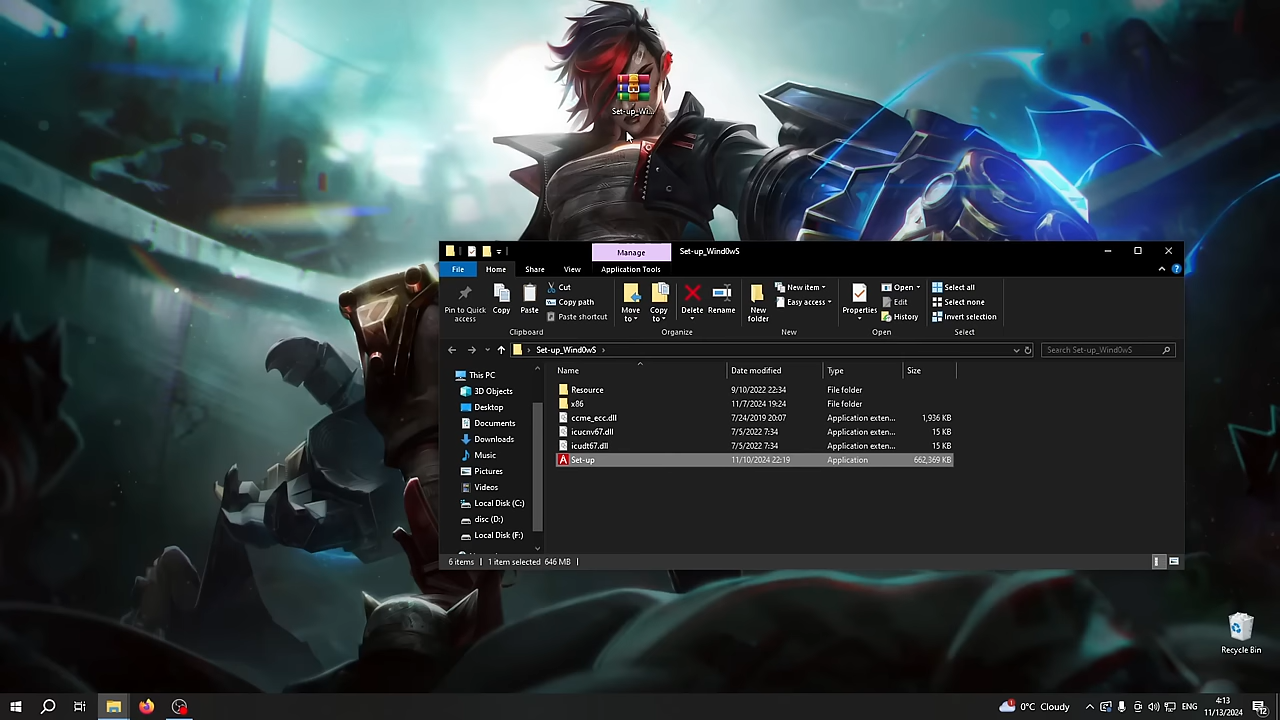 Set-up_Wi...
Manage
Set-up_Wind0wS
File
Home
Share
View
Application Tools
Pin to Quick access
Copy
Paste
Cut
Copy path
Paste shortcut
Clipboard
Move to
Copy to
Delete
Rename
Organize
New folder
New item
Easy access
New
Properties
Open
Edit
History
Open
Select all
Select none
Invert selection
Select
Set-up_Wind0wS
Search Set-up_Wind0wS
This PC
3D Objects
Desktop
Documents
Downloads
Music
Pictures
Videos
Local Disk (C:)
disc (D:)
Local Disk (F:)
Name Date modified Type Size
Resource 9/10/2022 22:34 File folder
x86 11/7/2024 19:24 File folder
ccme_ecc.dll 7/24/2019 20:07 Application exten... 1,936 KB
icucnv67.dll 7/5/2022 7:34 Application exten... 15 KB
icudt67.dll 7/5/2022 7:34 Application exten... 15 KB
Set-up 11/10/2024 22:19 Application 662,369 KB
6 items 1 item selected 646 MB
Recycle Bin
0°C Cloudy
ENG
4:13
11/13/2024
12